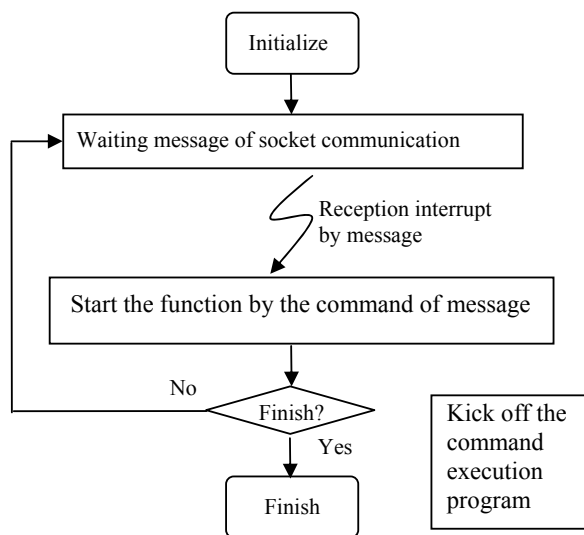 Initialize
Waiting message of socket communication
Reception interrupt
by message
Start the function by the command of message
No
Finish?
Yes
Finish
Kick off the
command
execution
program